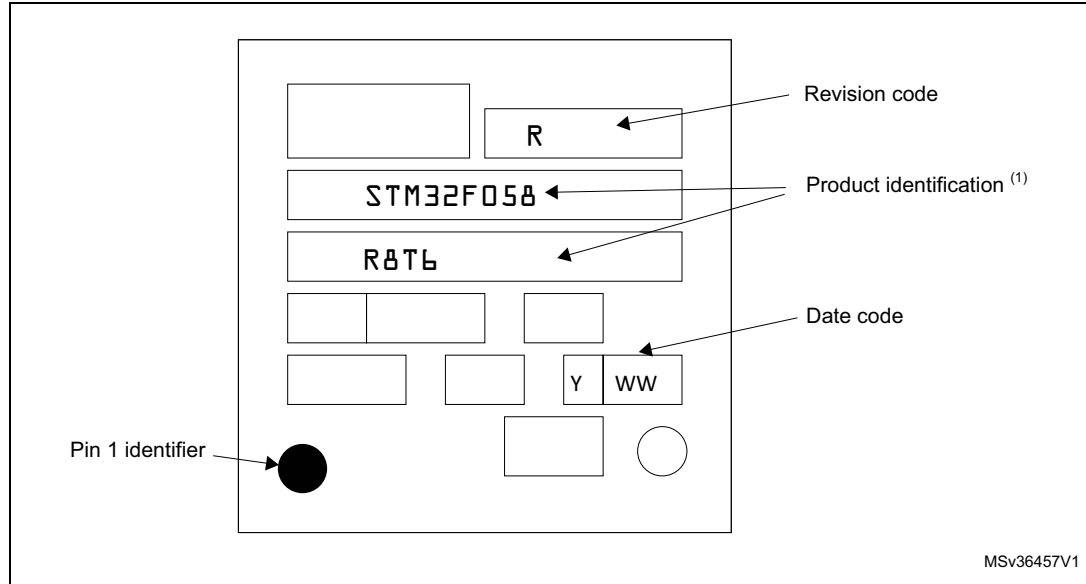 Revision code
R
Product identification (1)
STM32F058
R8T6
Date code
Y WW
Pin 1 identifier
MSv36457V1